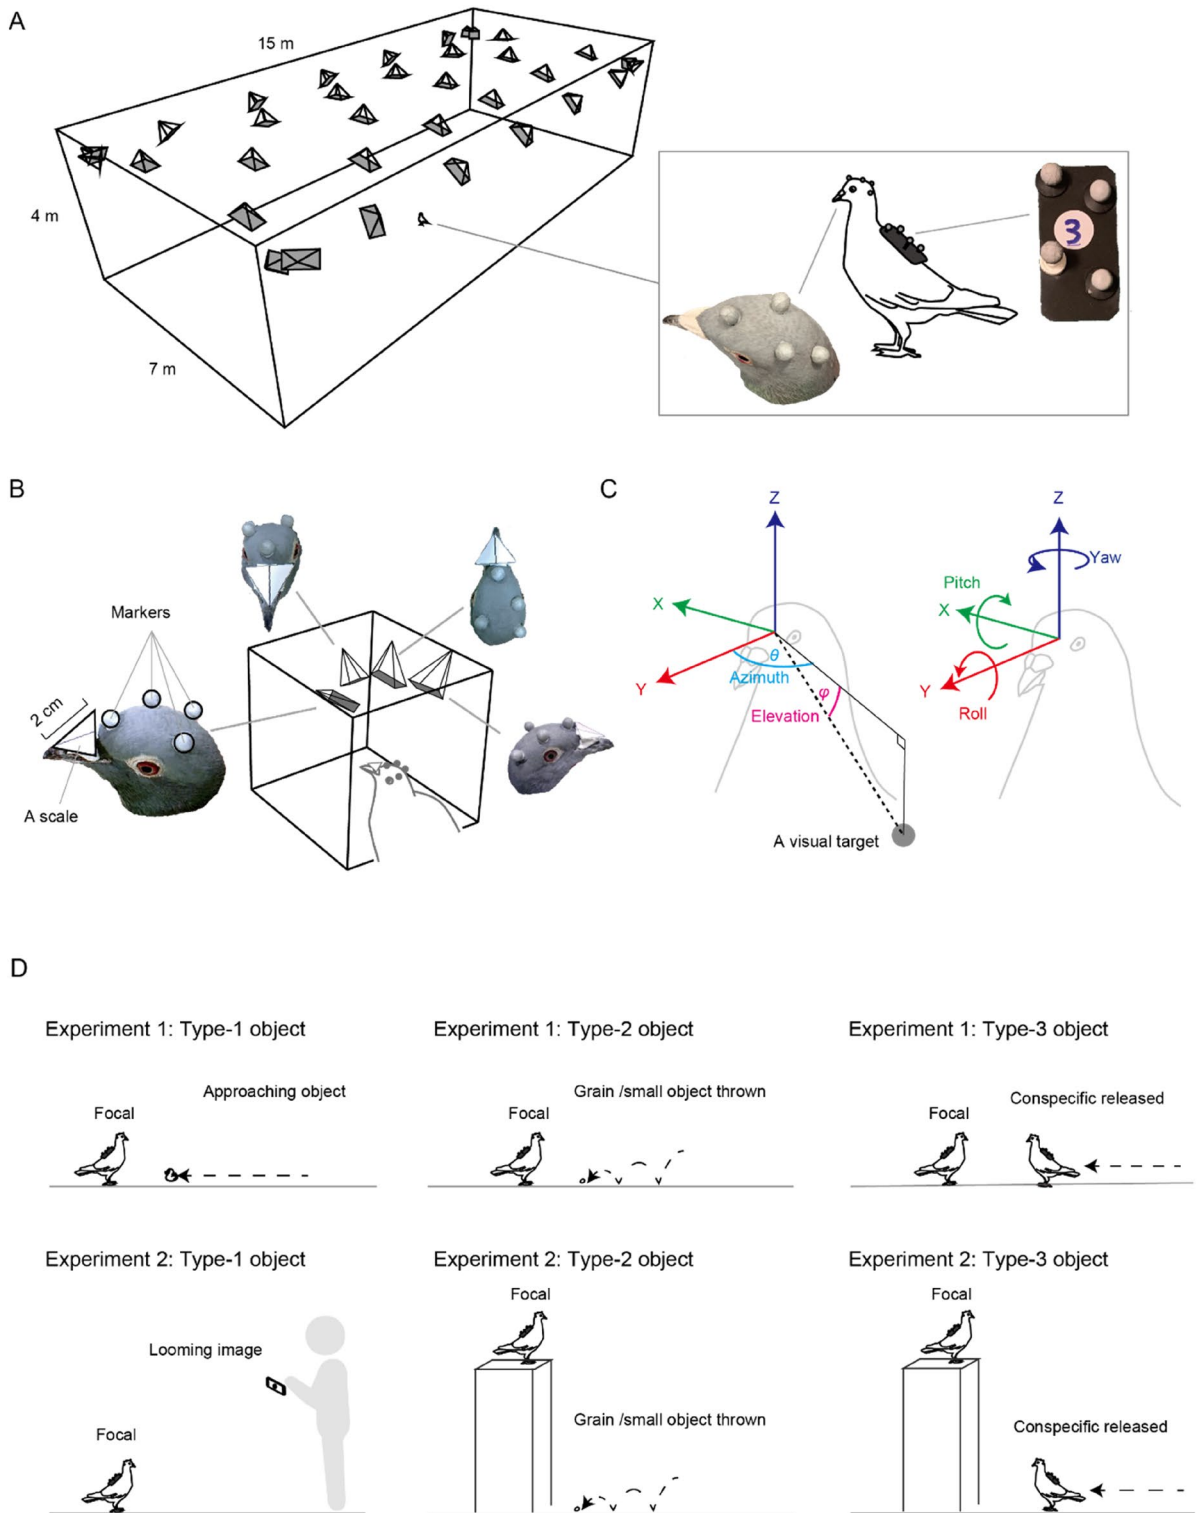 A
15 m
4 m
7 m
3
B
Markers
2 cm
A scale
C
Z
X
Y
θ
Azimuth
φ
Elevation
A visual target
Z
Yaw
Pitch
X
Y
Roll
D
Experiment 1: Type-1 object
Approaching object
Focal
Experiment 1: Type-2 object
Grain /small object thrown
Focal
Experiment 1: Type-3 object
Conspecific released
Focal
Experiment 2: Type-1 object
Looming image
Focal
Experiment 2: Type-2 object
Focal
Grain /small object thrown
Experiment 2: Type-3 object
Focal
Conspecific released